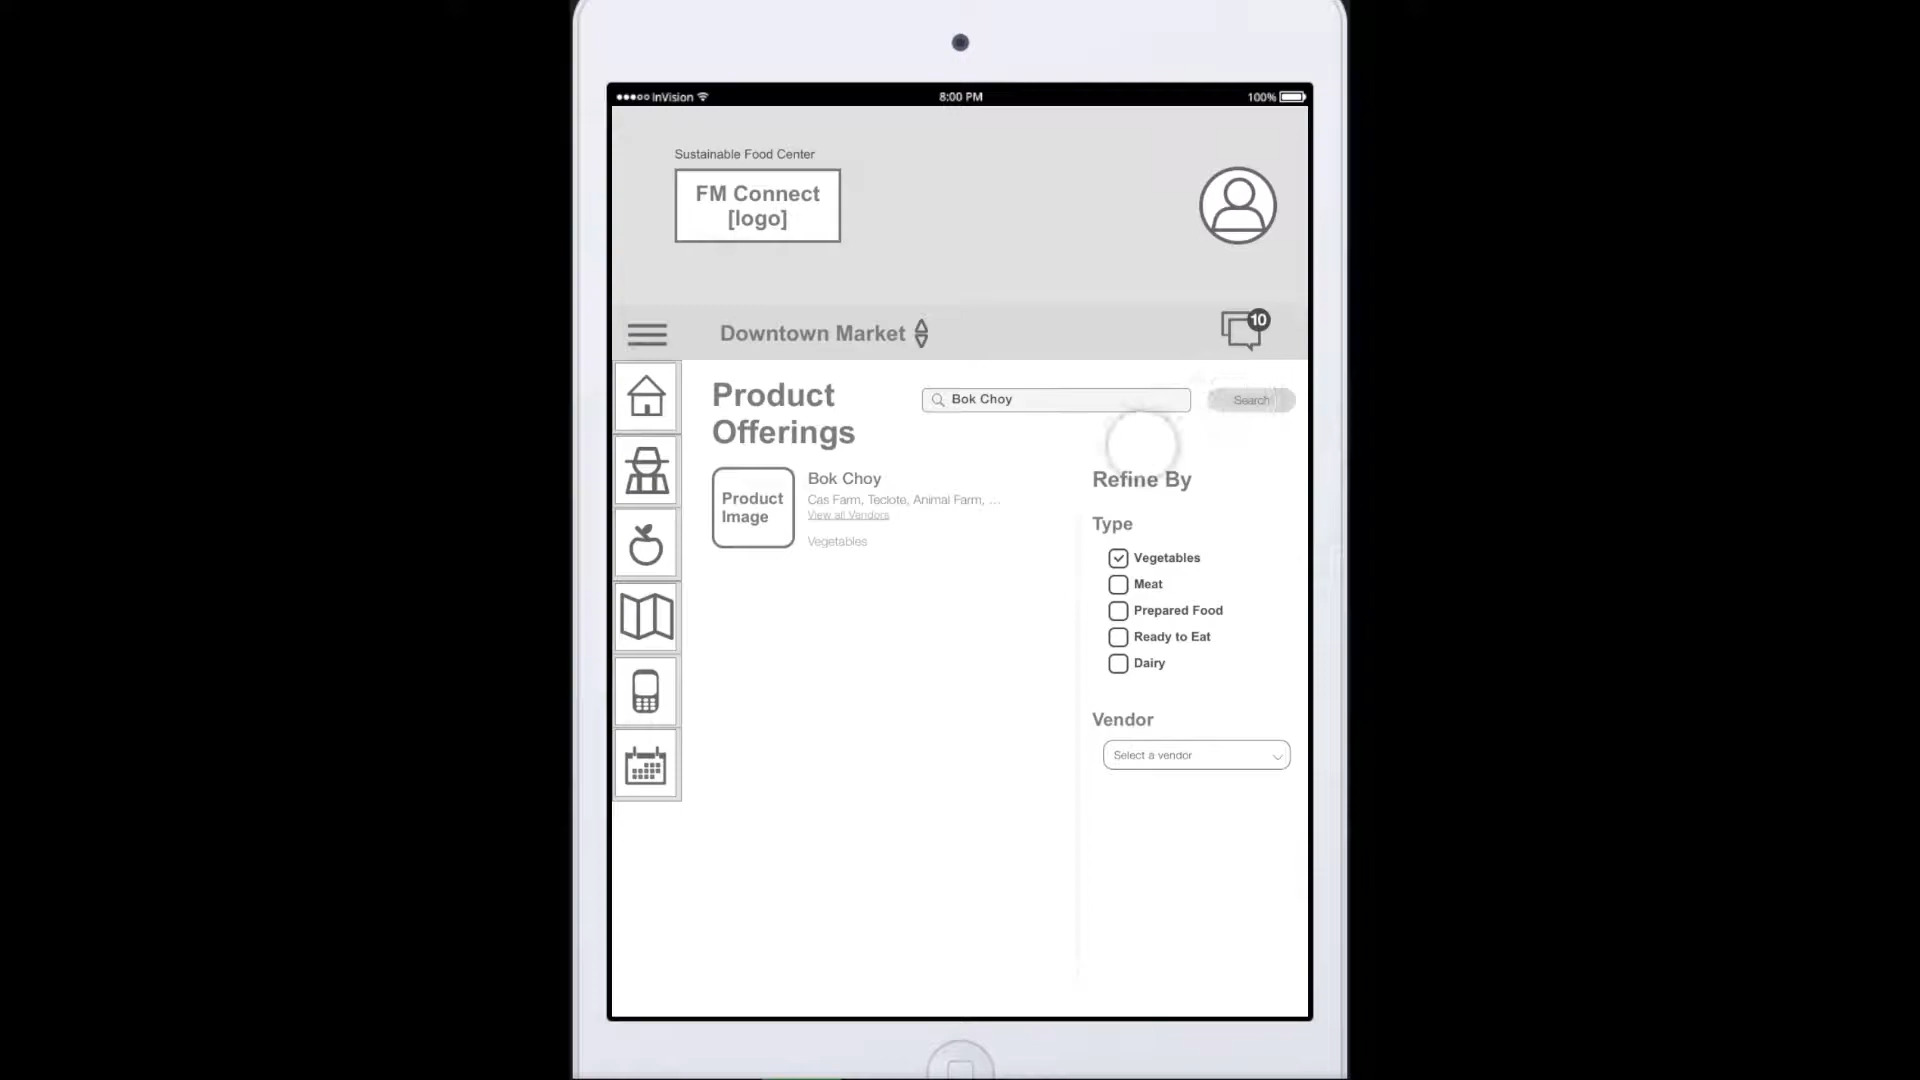 InVision
8:00 PM
100%
Sustainable Food Center
FM Connect
[logo]
Downtown Market
10
Product
Offerings
Bok Choy
Search
Product
Image
Bok Choy
Cas Farm, Teclote, Animal Farm, ...
View all Vendors
Vegetables
Refine By
Type
Vegetables
Meat
Prepared Food
Ready to Eat
Dairy
Vendor
Select a vendor